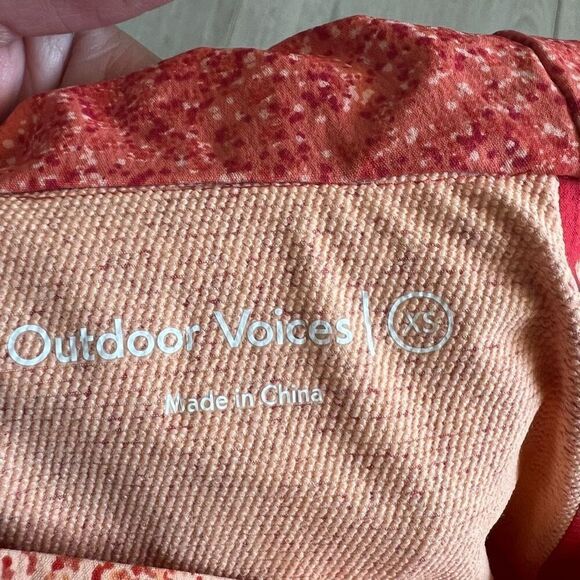 Outdoor Voices | XS
Made in China